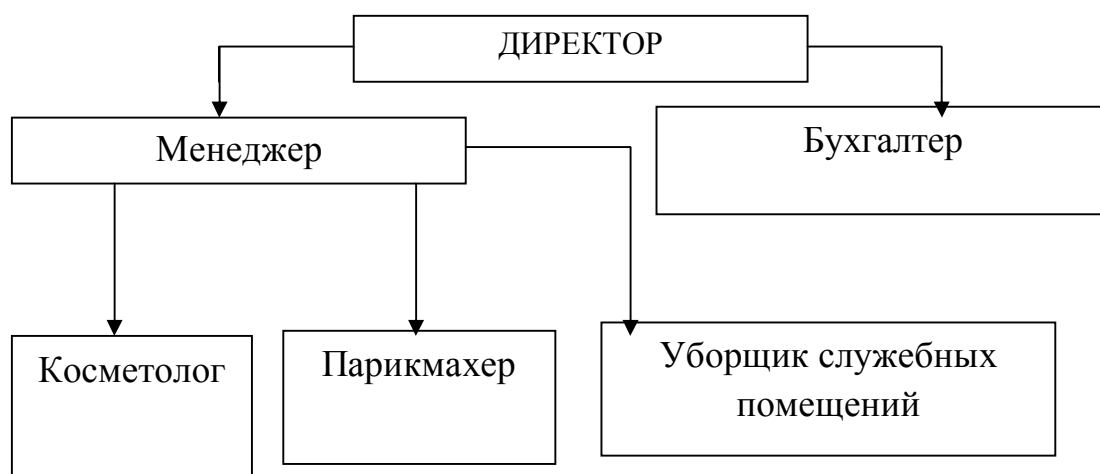 ДИРЕКТОР
Менеджер
Бухгалтер
Косметолог
Парикмахер
Уборщик служебных
помещений